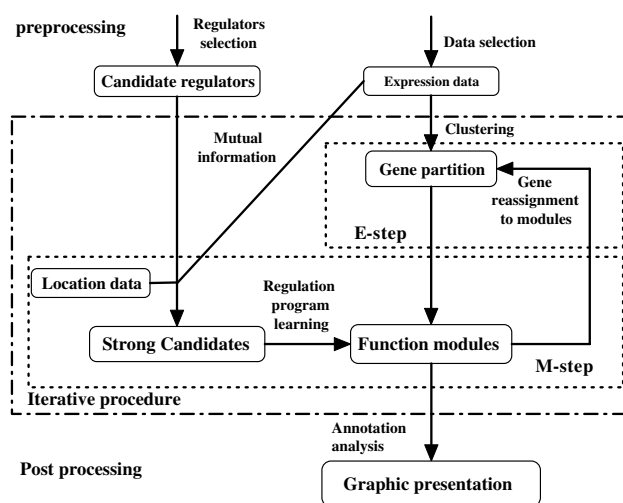 preprocessing
Regulators
selection
Data selection
Candidate regulators
Expression data
Clustering
Mutual
information
Gene partition
Gene
reassignment
to modules
E-step
Location data
Regulation
program
learning
Strong Candidates
Function modules
M-step
Iterative procedure
Annotation
analysis
Post processing
Graphic presentation